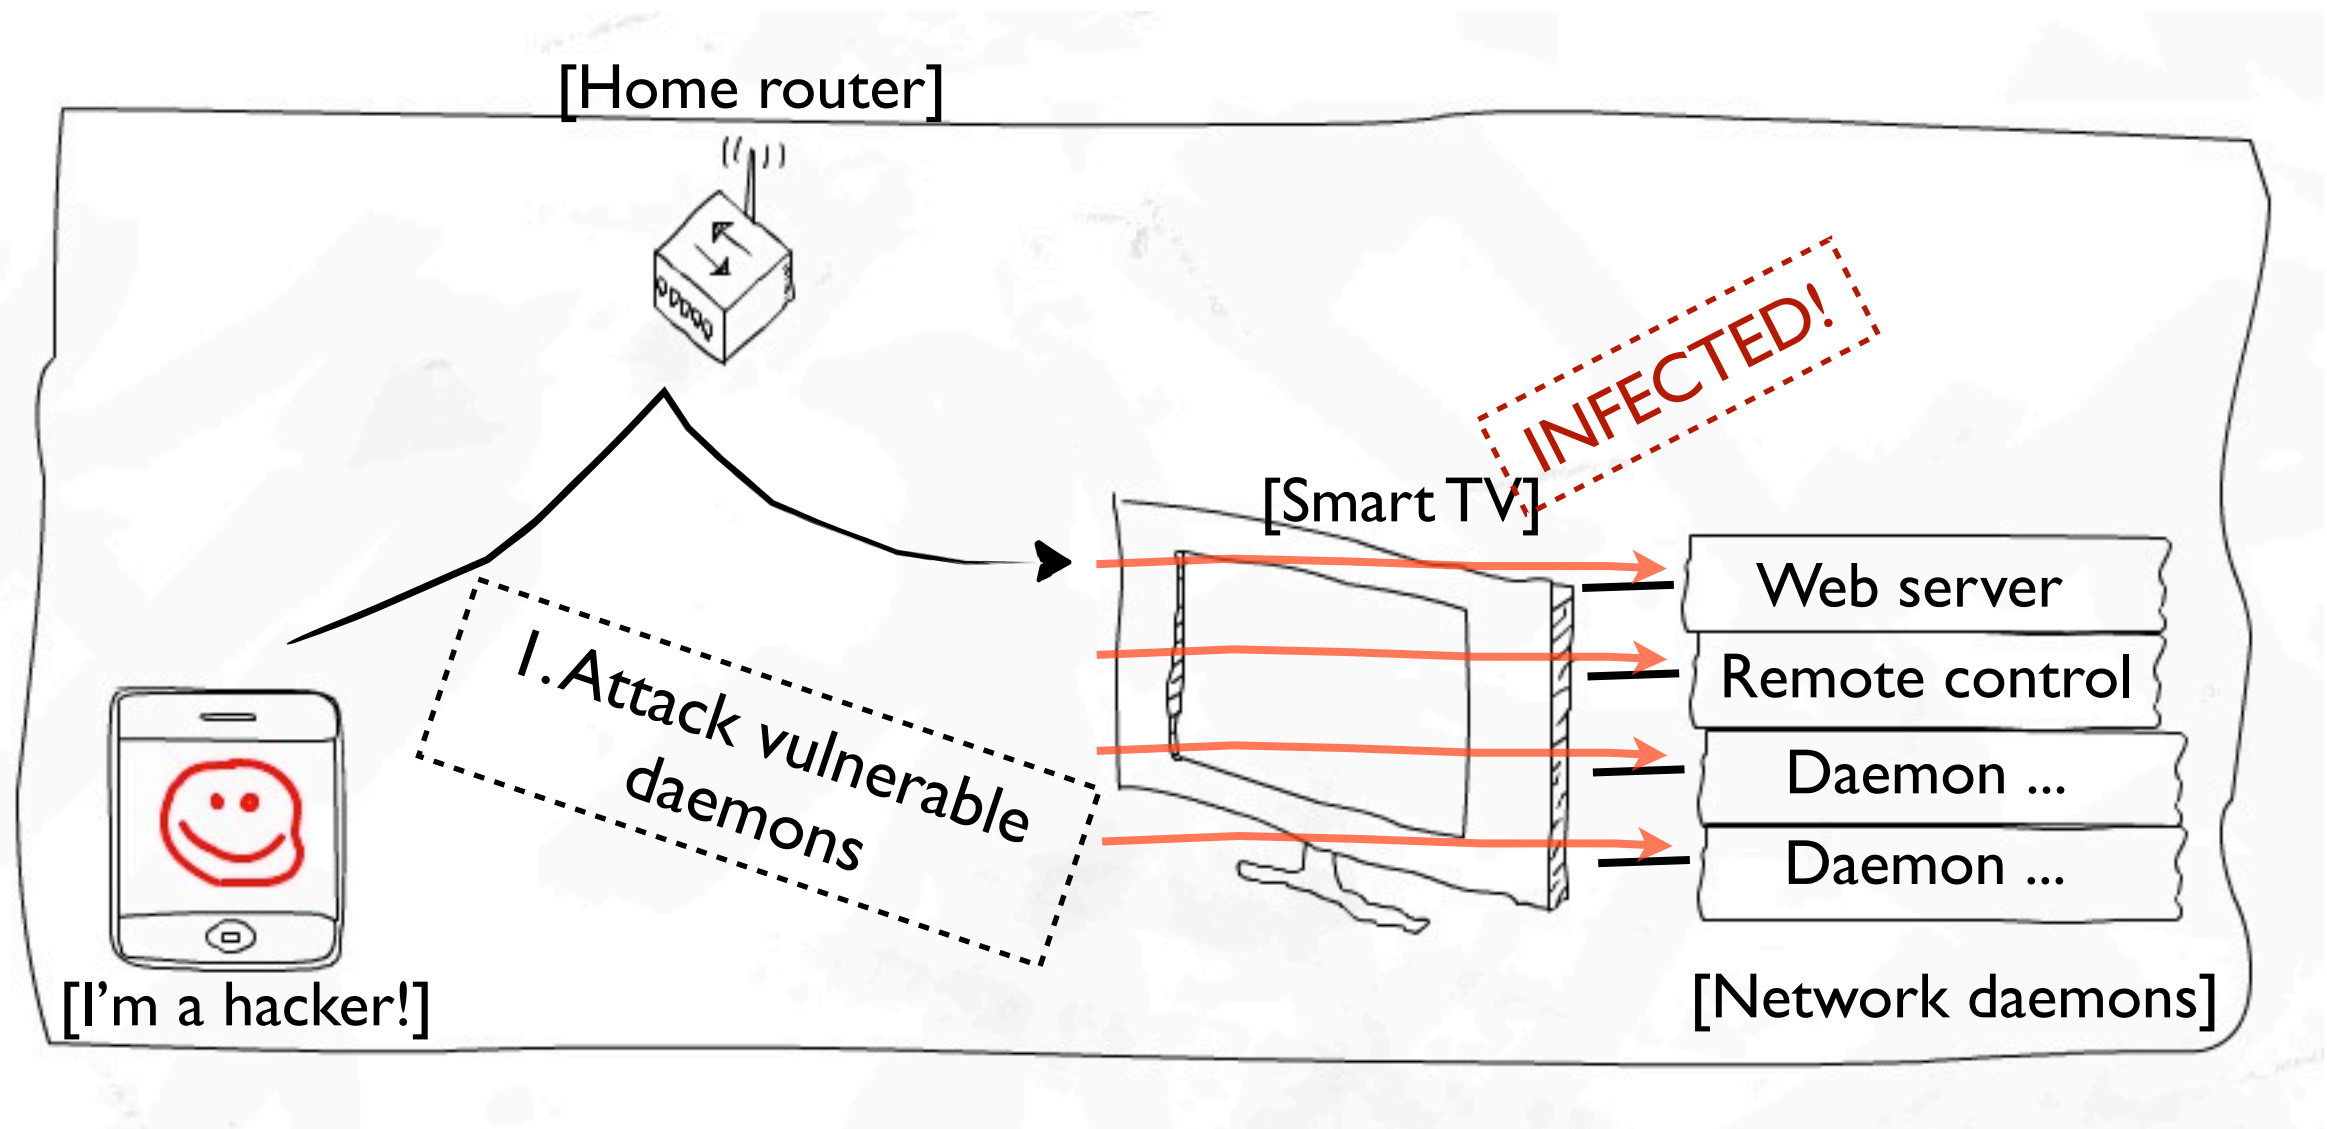 [Home router]
INFECTED!
[Smart TV]
Web server
1. Attack vulnerable
daemons
Remote control
Daemon ...
Daemon ...
[I'm a hacker!]
[Network daemons]